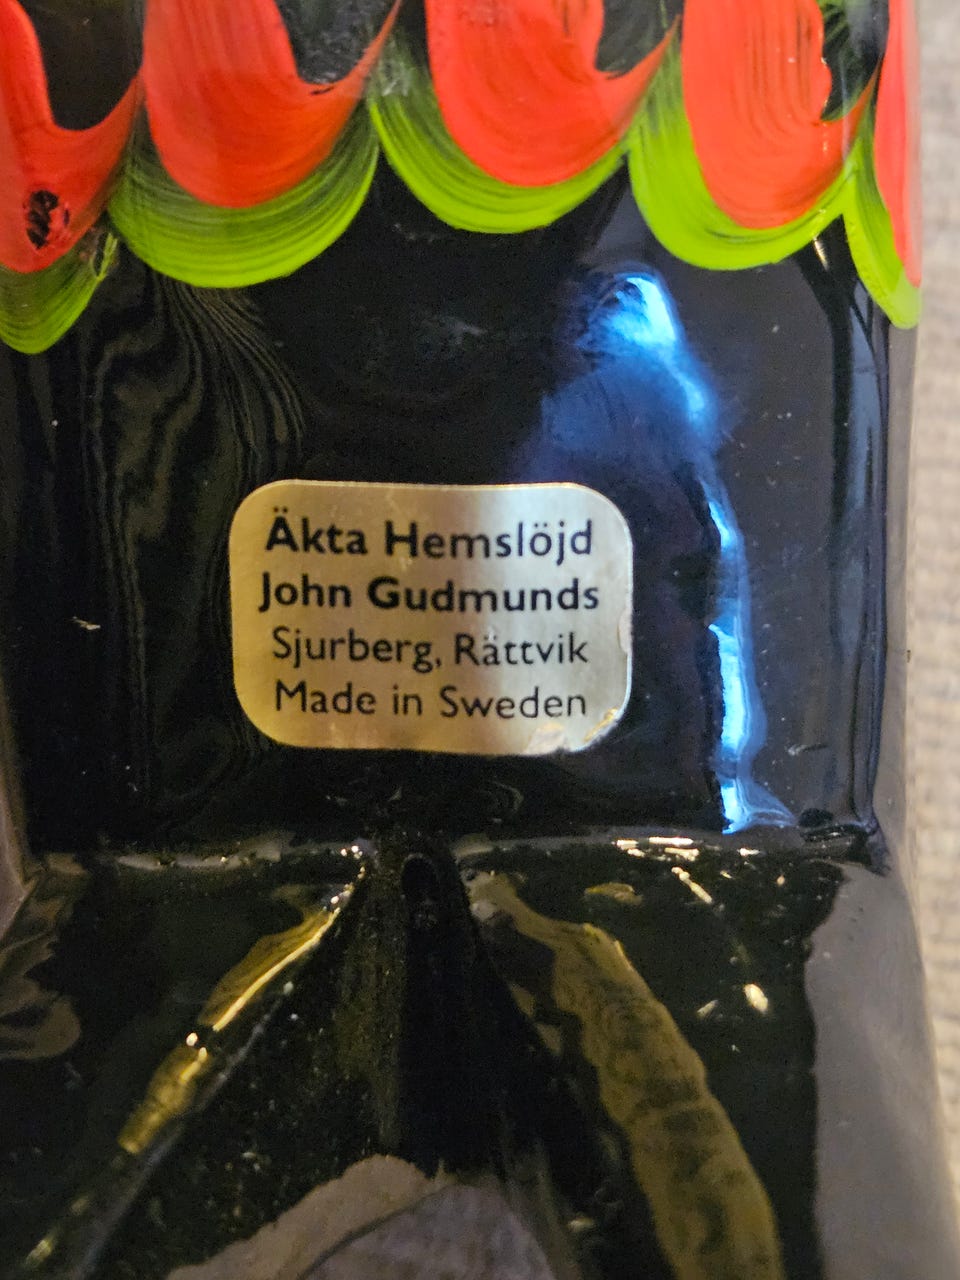 Äkta Hemslöjd
John Gudmunds
Sjurberg, Rättvik
Made in Sweden